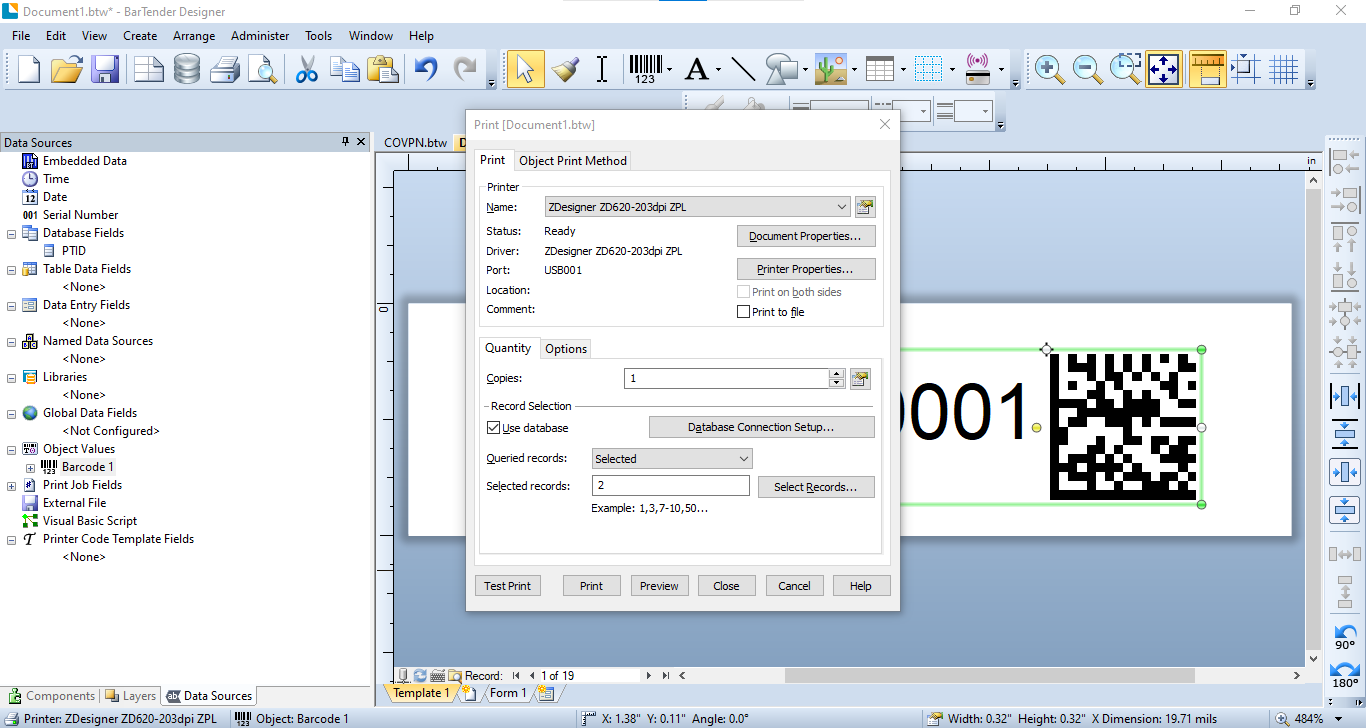 Document1.btw* - BarTender Designer
File Edit View Create Arrange Administer Tools Window Help
123
Data Sources
Embedded Data
Time
12 Date
001 Serial Number
Database Fields
PTID
Table Data Fields
<None>
Data Entry Fields
<None>
Named Data Sources
<None>
Libraries
<None>
Global Data Fields
<Not Configured>
Object Values
123 Barcode 1
Print Job Fields
External File
Visual Basic Script
Printer Code Template Fields
<None>
Components Layers Data Sources
COVPN.btw D
in
0
Print [Document1.btw]
Print Object Print Method
Printer
Name: ZDesigner ZD620-203dpi ZPL
Status: Ready
Document Properties...
Driver: ZDesigner ZD620-203dpi ZPL
Port: USB001
Printer Properties...
Location:
Print on both sides
Comment:
Print to file
Quantity Options
Copies: 1
Record Selection
Use database
Database Connection Setup...
Queried records: Selected
Selected records: 2
Select Records...
Example: 1,3,7-10,50...
Test Print Print Preview Close Cancel Help
0001
90°
180°
Record: 1 of 19
Template 1 Form 1
Printer: ZDesigner ZD620-203dpi ZPL 123 Object: Barcode 1 X: 1.38" Y: 0.11" Angle: 0.0° Width: 0.32" Height: 0.32" X Dimension: 19.71 mils 484%